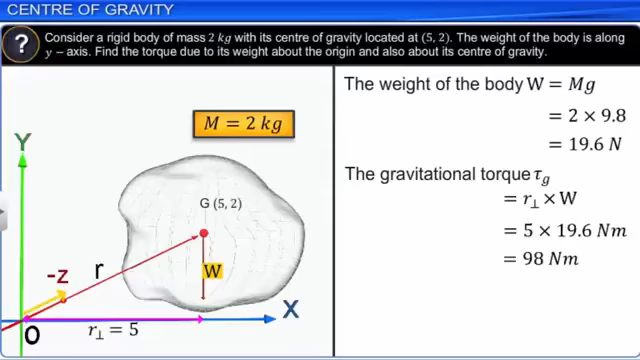 CENTRE OF GRAVITY
? Consider a rigid body of mass 2 kg with its centre of gravity located at (5, 2). The weight of the body is along
y − axis. Find the torque due to its weight about the origin and also about its centre of gravity.
M = 2 kg
Y
G (5, 2)
-z
r
W
O
r⊥ = 5
X
The weight of the body W = Mg
= 2 × 9.8
= 19.6 N
The gravitational torque τg
= r⊥ × W
= 5 × 19.6 Nm
= 98 Nm